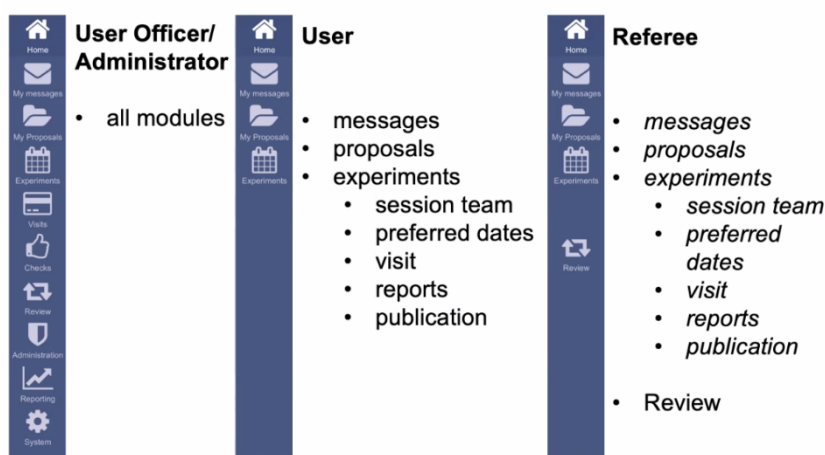 Home
My messages
My Proposals
Experiments
Visits
Checks
Review
Administration
Reporting
System
User Officer/
Administrator
• all modules
Home
My messages
My Proposals
Experiments
User
• messages
• proposals
• experiments
• session team
• preferred dates
• visit
• reports
• publication
Home
My messages
My Proposals
Experiments
Review
Referee
• messages
• proposals
• experiments
• session team
• preferred
dates
• visit
• reports
• publication
• Review